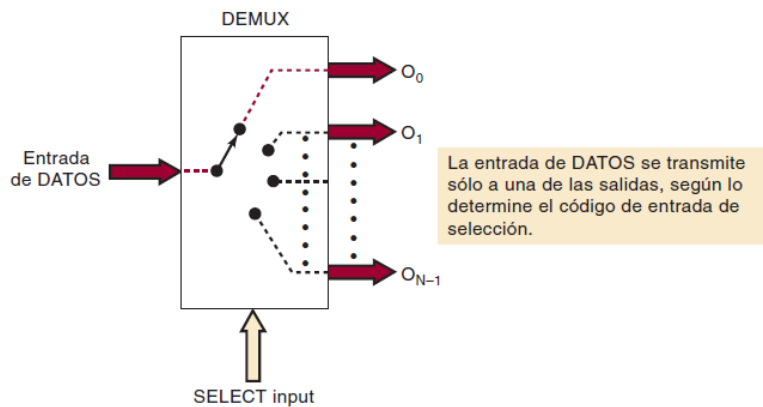 DEMUX
O₀
O₁
Entrada
de DATOS
La entrada de DATOS se transmite
sólo a una de las salidas, según lo
determine el código de entrada de
selección.
O_N–1
SELECT input